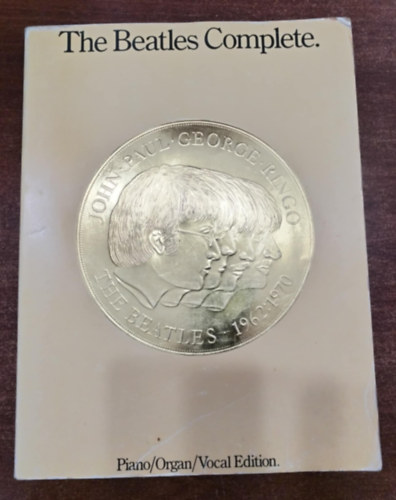 The Beatles Complete.
JOHN·PAUL·GEORGE·RINGO
THE BEATLES·1962-1970
Piano/Organ/Vocal Edition.